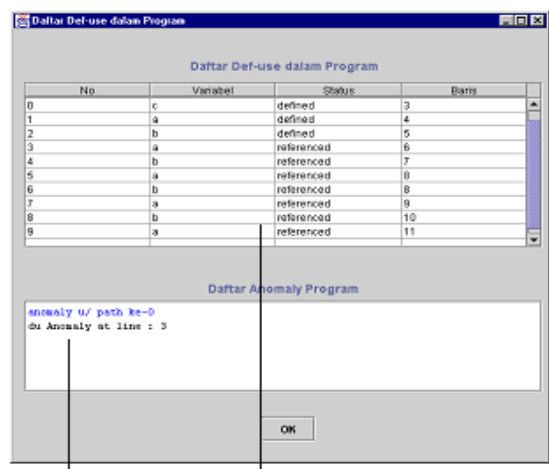 Daftar Def-use dalam Program
Daftar Def-use dalam Program
No Variabel Status Baris
0 c defined 3
1 a defined 4
2 b defined 5
3 a referenced 6
4 b referenced 7
5 a referenced 8
6 b referenced 8
7 a referenced 9
8 b referenced 10
9 a referenced 11
Daftar Anomaly Program
anomaly u/ path ke-0
du Anomaly at line : 3
OK